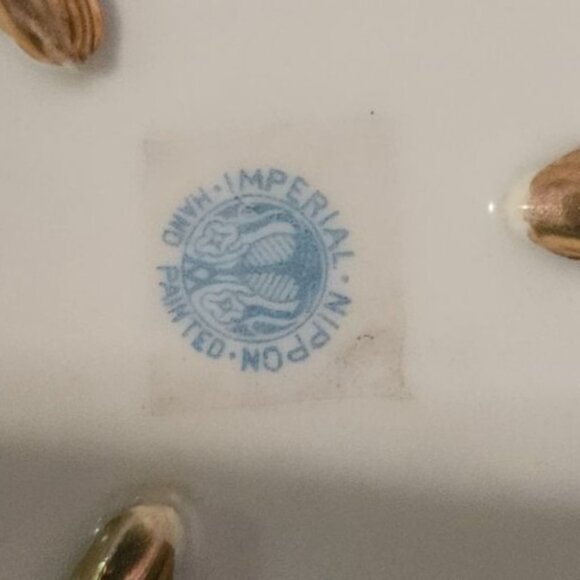 IMPERIAL · NIPPON · HAND PAINTED ·